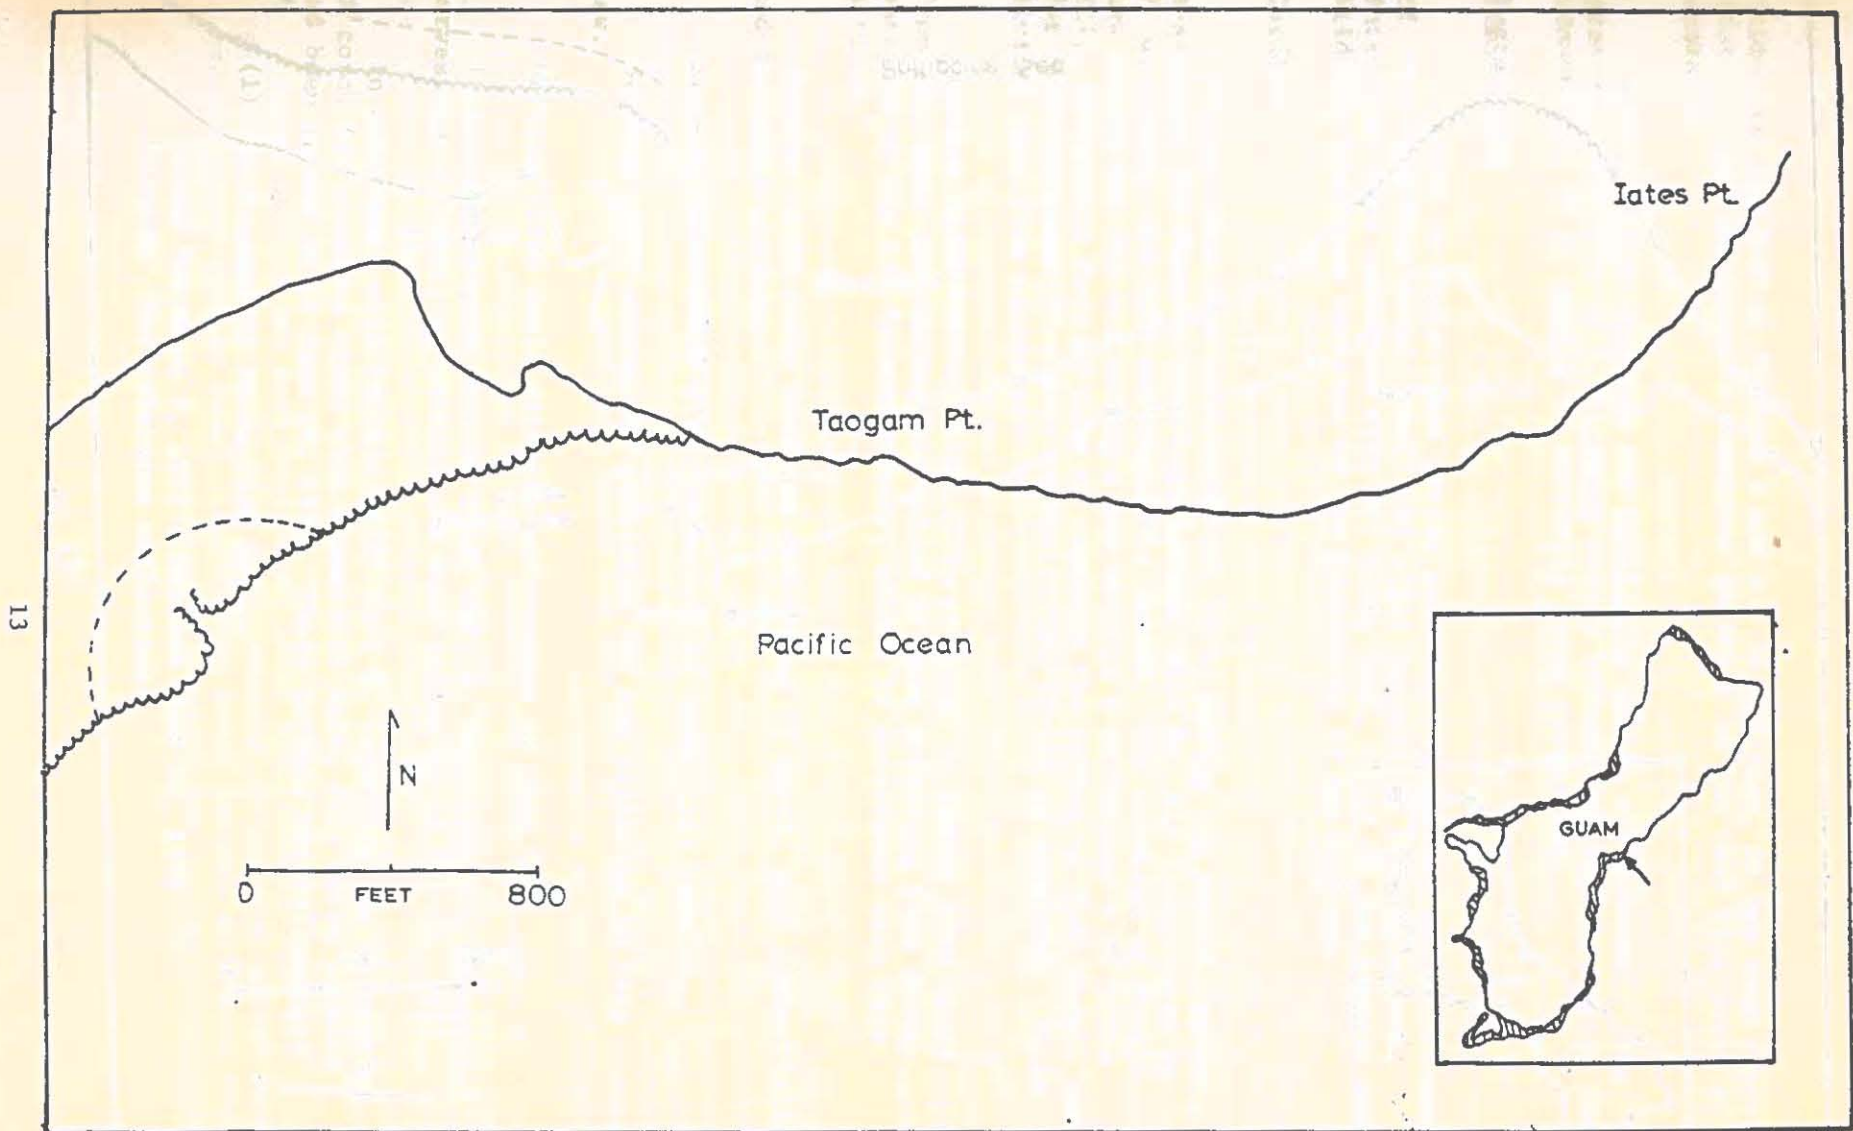 Iates Pt.
Taogam Pt.
Pacific Ocean
N
0 FEET 800
GUAM
13